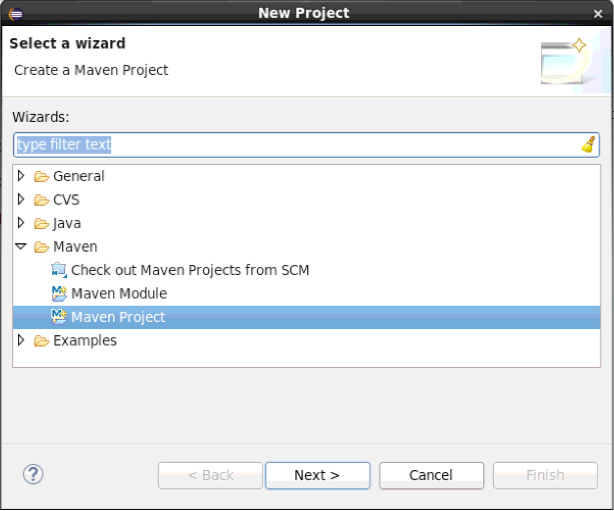 New Project
Select a wizard
Create a Maven Project
Wizards:
type filter text
General
CVS
Java
Maven
Check out Maven Projects from SCM
Maven Module
Maven Project
Examples
? < Back Next > Cancel Finish